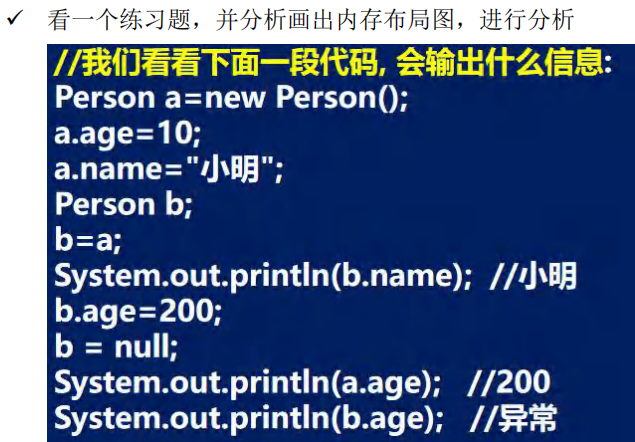 ✓ 看一个练习题，并分析画出内存布局图，进行分析
//我们看看下面一段代码, 会输出什么信息:
Person a=new Person();
a.age=10;
a.name="小明";
Person b;
b=a;
System.out.println(b.name); //小明
b.age=200;
b = null;
System.out.println(a.age); //200
System.out.println(b.age); //异常